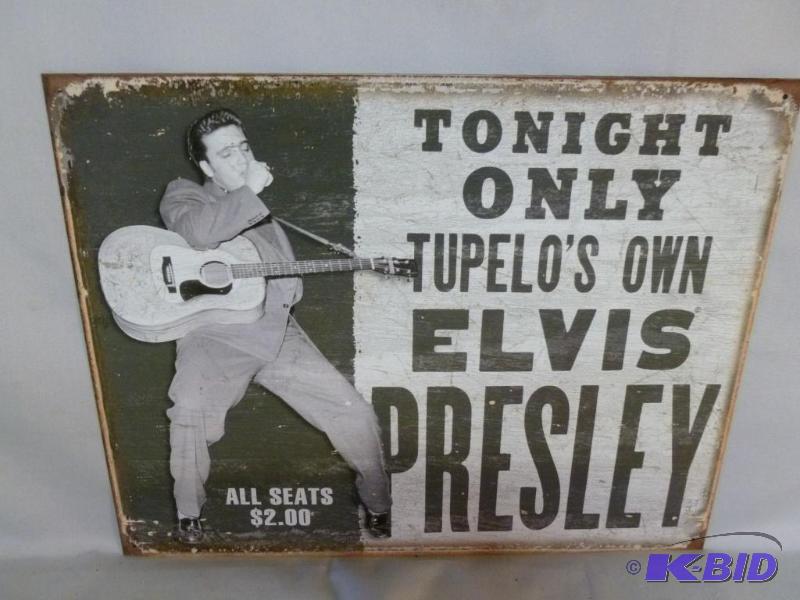 TONIGHT
ONLY
TUPELO'S OWN
ELVIS
PRESLEY
ALL SEATS
$2.00
© K-BID